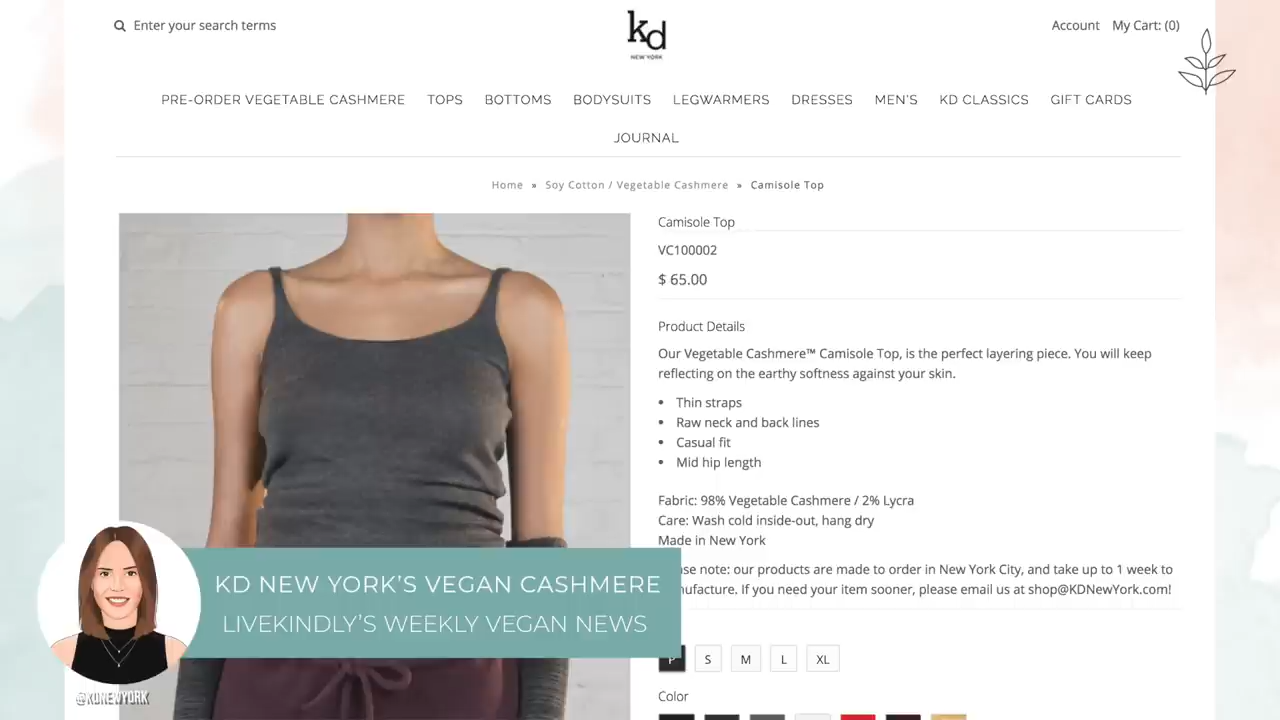 Enter your search terms
kd
NEW YORK
Account My Cart: (0)
PRE-ORDER VEGETABLE CASHMERE TOPS BOTTOMS BODYSUITS LEGWARMERS DRESSES MEN'S KD CLASSICS GIFT CARDS
JOURNAL
Home » Soy Cotton / Vegetable Cashmere » Camisole Top
Camisole Top
VC100002
$ 65.00
Product Details
Our Vegetable Cashmere™ Camisole Top, is the perfect layering piece. You will keep
reflecting on the earthy softness against your skin.
• Thin straps
• Raw neck and back lines
• Casual fit
• Mid hip length
Fabric: 98% Vegetable Cashmere / 2% Lycra
Care: Wash cold inside-out, hang dry
Made in New York
note: our products are made to order in New York City, and take up to 1 week to
If you need your item sooner, please email us at shop@KDNewYork.com!
KD NEW YORK'S VEGAN CASHMERE
LIVEKINDLY'S WEEKLY VEGAN NEWS
@KDNEWYORK
S M L XL
Color